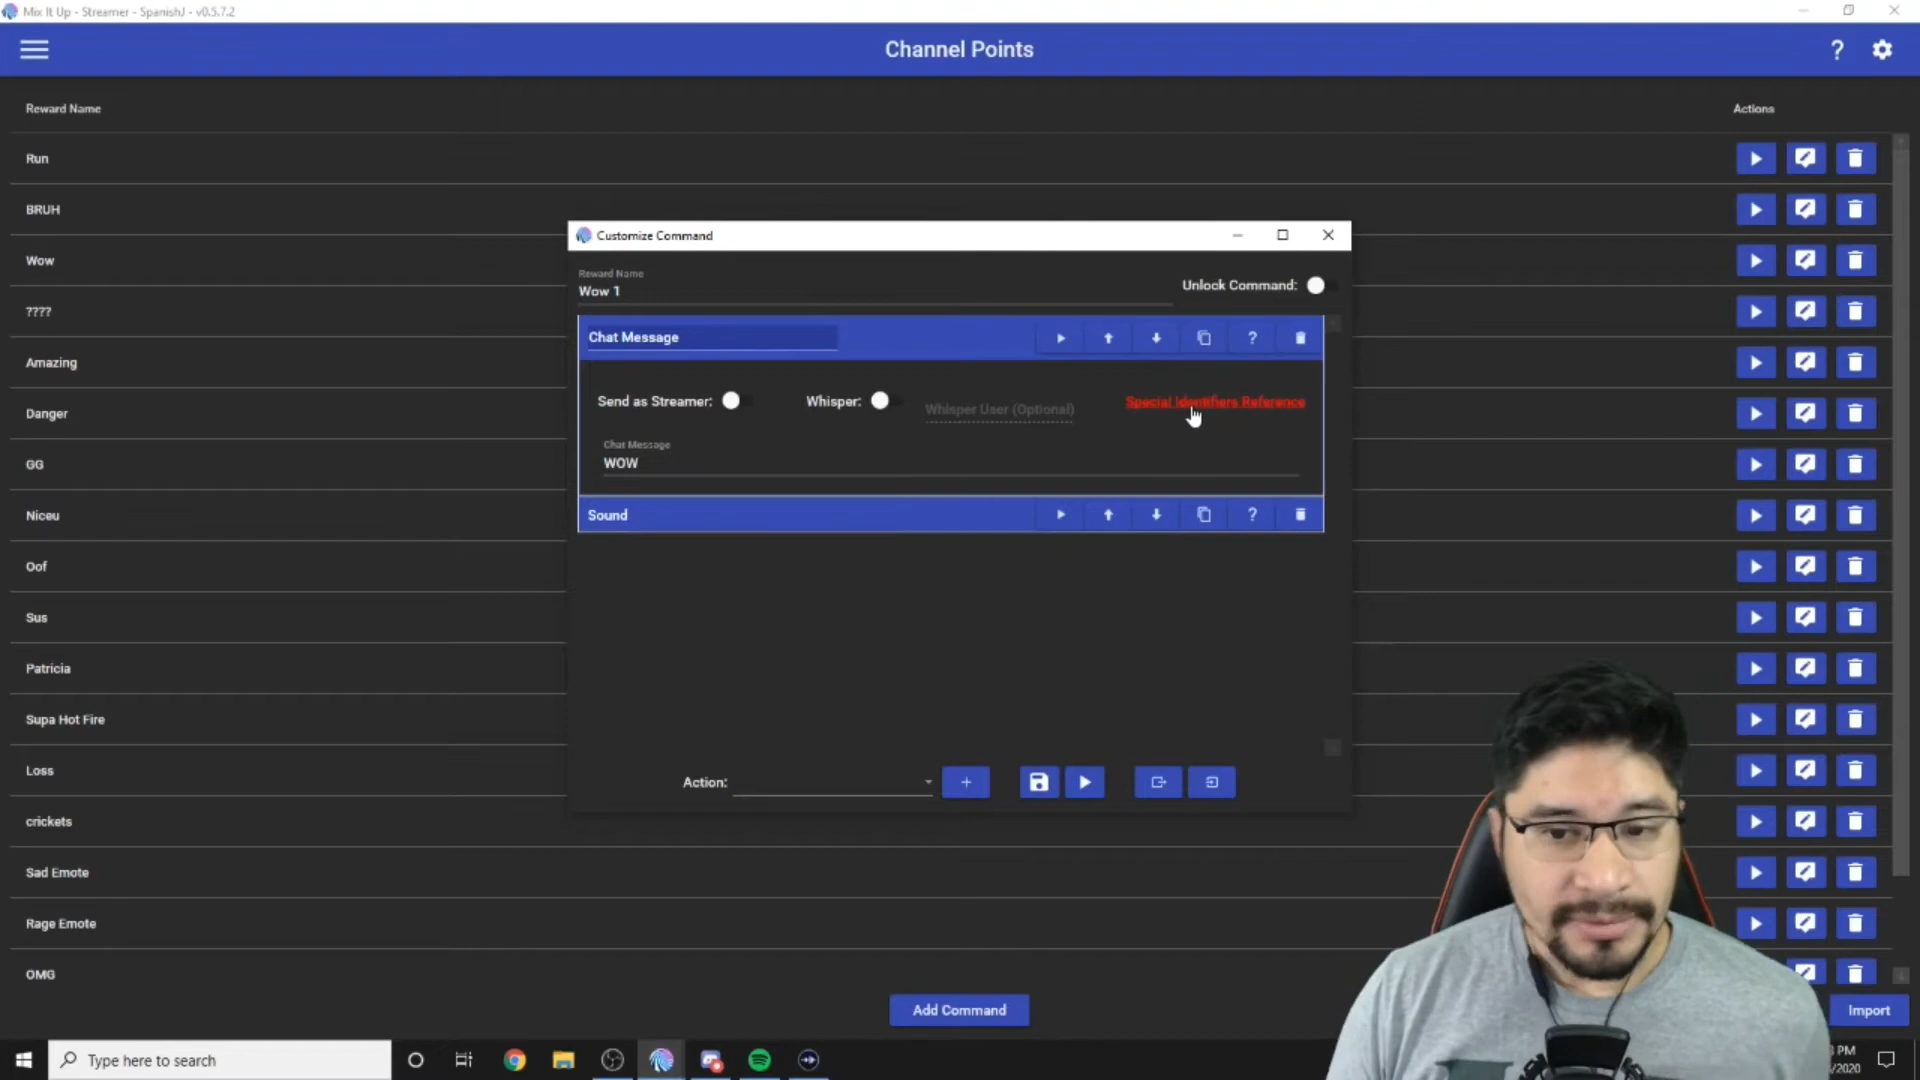 Mix It Up - Streamer - SpanishJ - v0.5.7.2
Channel Points
?
Reward Name
Actions
Run
BRUH
Wow
????
Amazing
Danger
GG
Niceu
Oof
Sus
Patricia
Supa Hot Fire
Loss
crickets
Sad Emote
Rage Emote
OMG
Customize Command
Reward Name
Wow 1
Unlock Command:
Chat Message
?
Send as Streamer:
Whisper:
Whisper User (Optional)
Special Identifiers Reference
Chat Message
WOW
Sound
?
Action:
+
Add Command
Import
Type here to search
PM
/2020